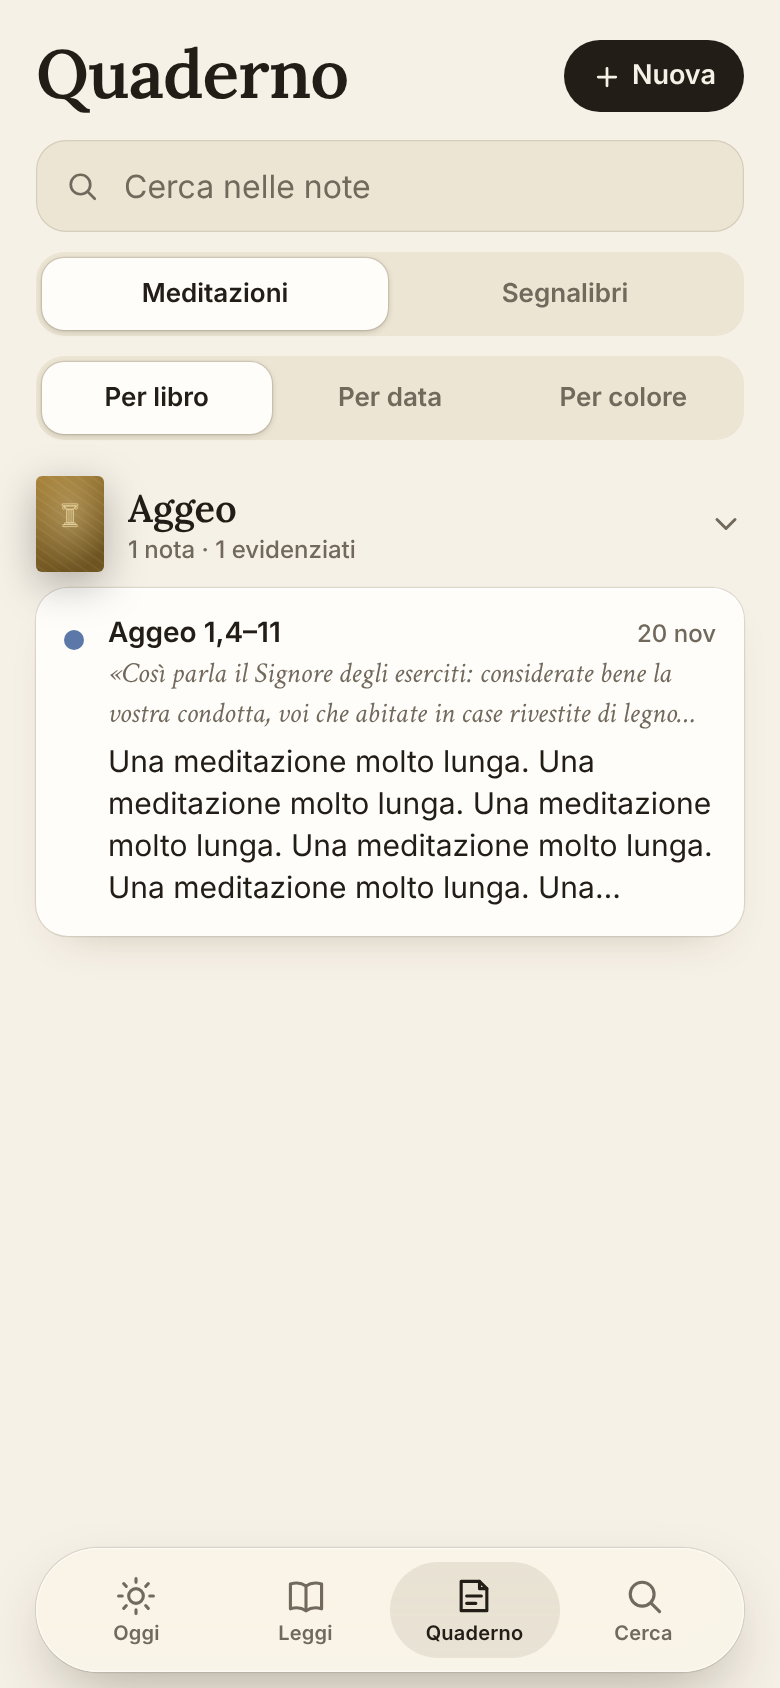 Quaderno
+ Nuova
Cerca nelle note
Meditazioni
Segnalibri
Per libro
Per data
Per colore
Aggeo
1 nota · 1 evidenziati
Aggeo 1,4–11
20 nov
«Così parla il Signore degli eserciti: considerate bene la
vostra condotta, voi che abitate in case rivestite di legno…
Una meditazione molto lunga. Una
meditazione molto lunga. Una meditazione
molto lunga. Una meditazione molto lunga.
Una meditazione molto lunga. Una…
Oggi
Leggi
Quaderno
Cerca